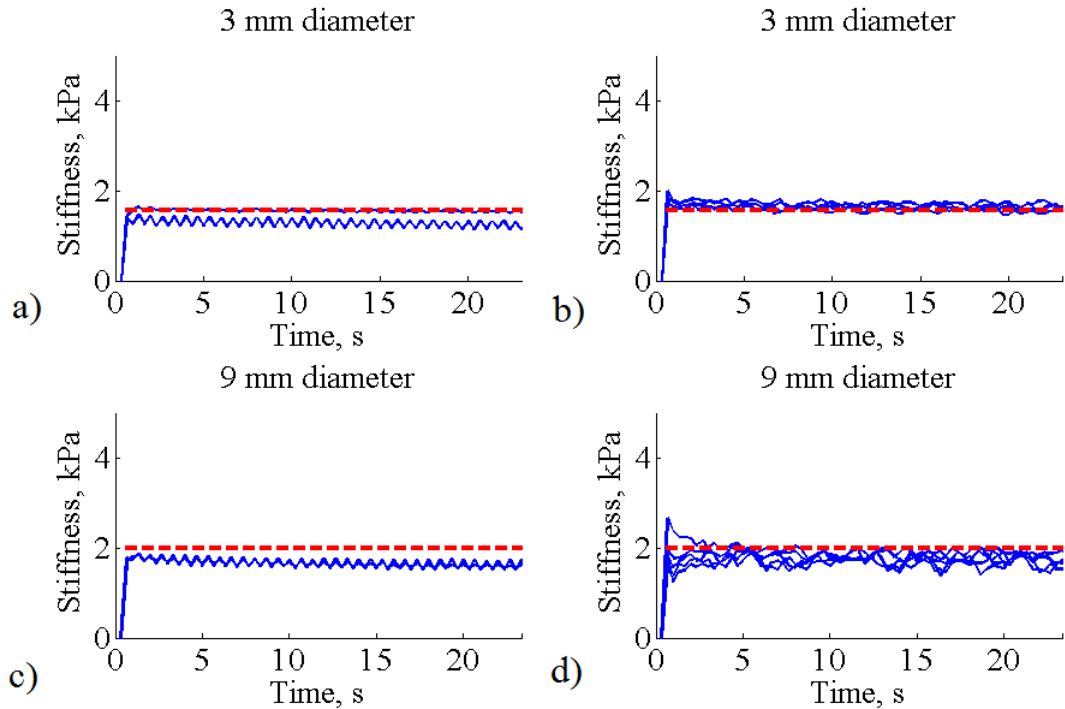 3 mm diameter
Stiffness, kPa
4
2
0
0 5 10 15 20
Time, s
a)
3 mm diameter
Stiffness, kPa
4
2
0
0 5 10 15 20
Time, s
b)
9 mm diameter
Stiffness, kPa
4
2
0
0 5 10 15 20
Time, s
c)
9 mm diameter
Stiffness, kPa
4
2
0
0 5 10 15 20
Time, s
d)